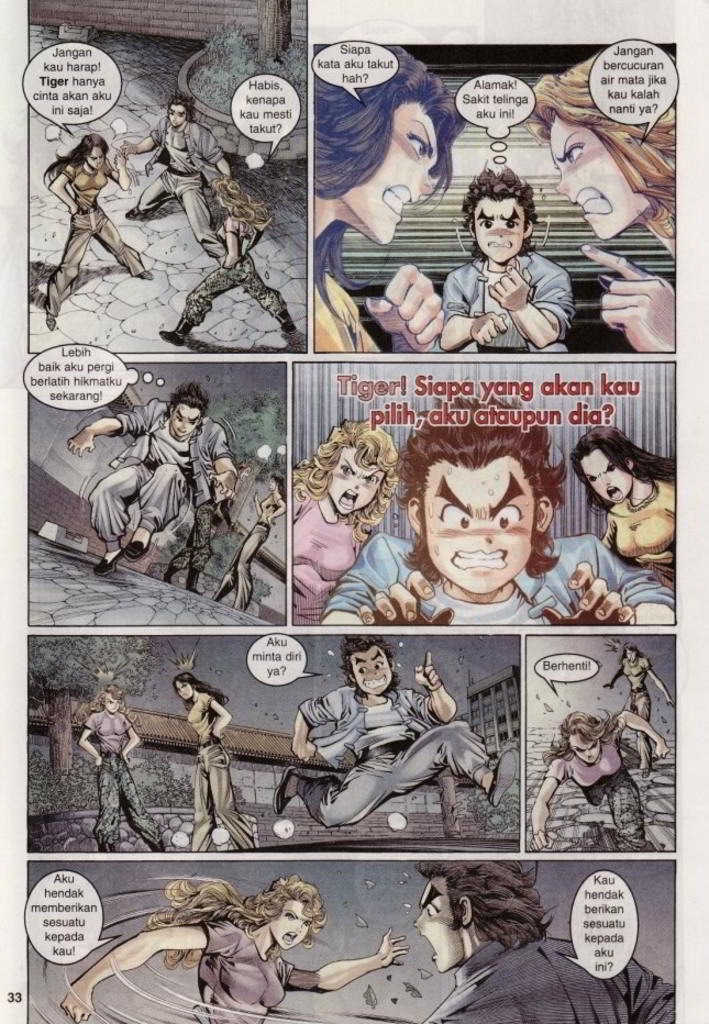 Jangan
kau harap!
Tiger hanya
cinta akan aku
ini saja!
Habis,
kenapa
kau mesti
takut?
Siapa
kata aku takut
hah?
Alamak!
Sakit telinga
aku ini!
Jangan
bercucuran
air mata jika
kau kalah
nanti ya?
Lebih
baik aku pergi
berlatih hikmatku
sekarang!
Tiger! Siapa yang akan kau
pilih, aku ataupun dia?
Aku
minta diri
ya?
Berhenti!
Aku
hendak
memberikan
sesuatu
kepada
kau!
Kau
hendak
berikan
sesuatu
kepada
aku
ini?
33